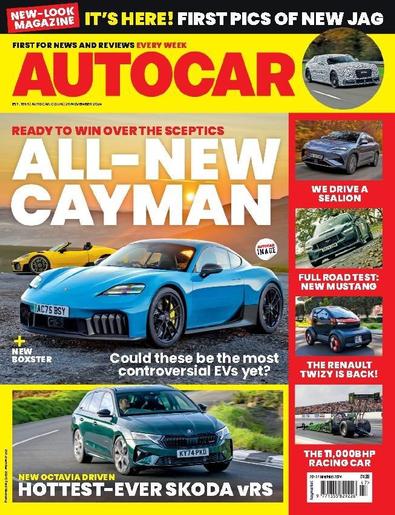 NEW-LOOK
MAGAZINE
IT'S HERE! FIRST PICS OF NEW JAG
FIRST FOR NEWS AND REVIEWS EVERY WEEK
AUTOCAR
READY TO WIN OVER THE SCEPTICS
ALL-NEW
CAYMAN
AUTOCAR
IMAGE
AC75 BSY
+
NEW
BOXSTER
Could these be the most
controversial EVs yet?
WE DRIVE A
SEALION
FULL ROAD TEST:
NEW MUSTANG
THE RENAULT
TWIZY IS BACK!
THE 11,000BHP
RACING CAR
KY74 PKD
NEW OCTAVIA DRIVEN
HOTTEST-EVER SKODA vRS